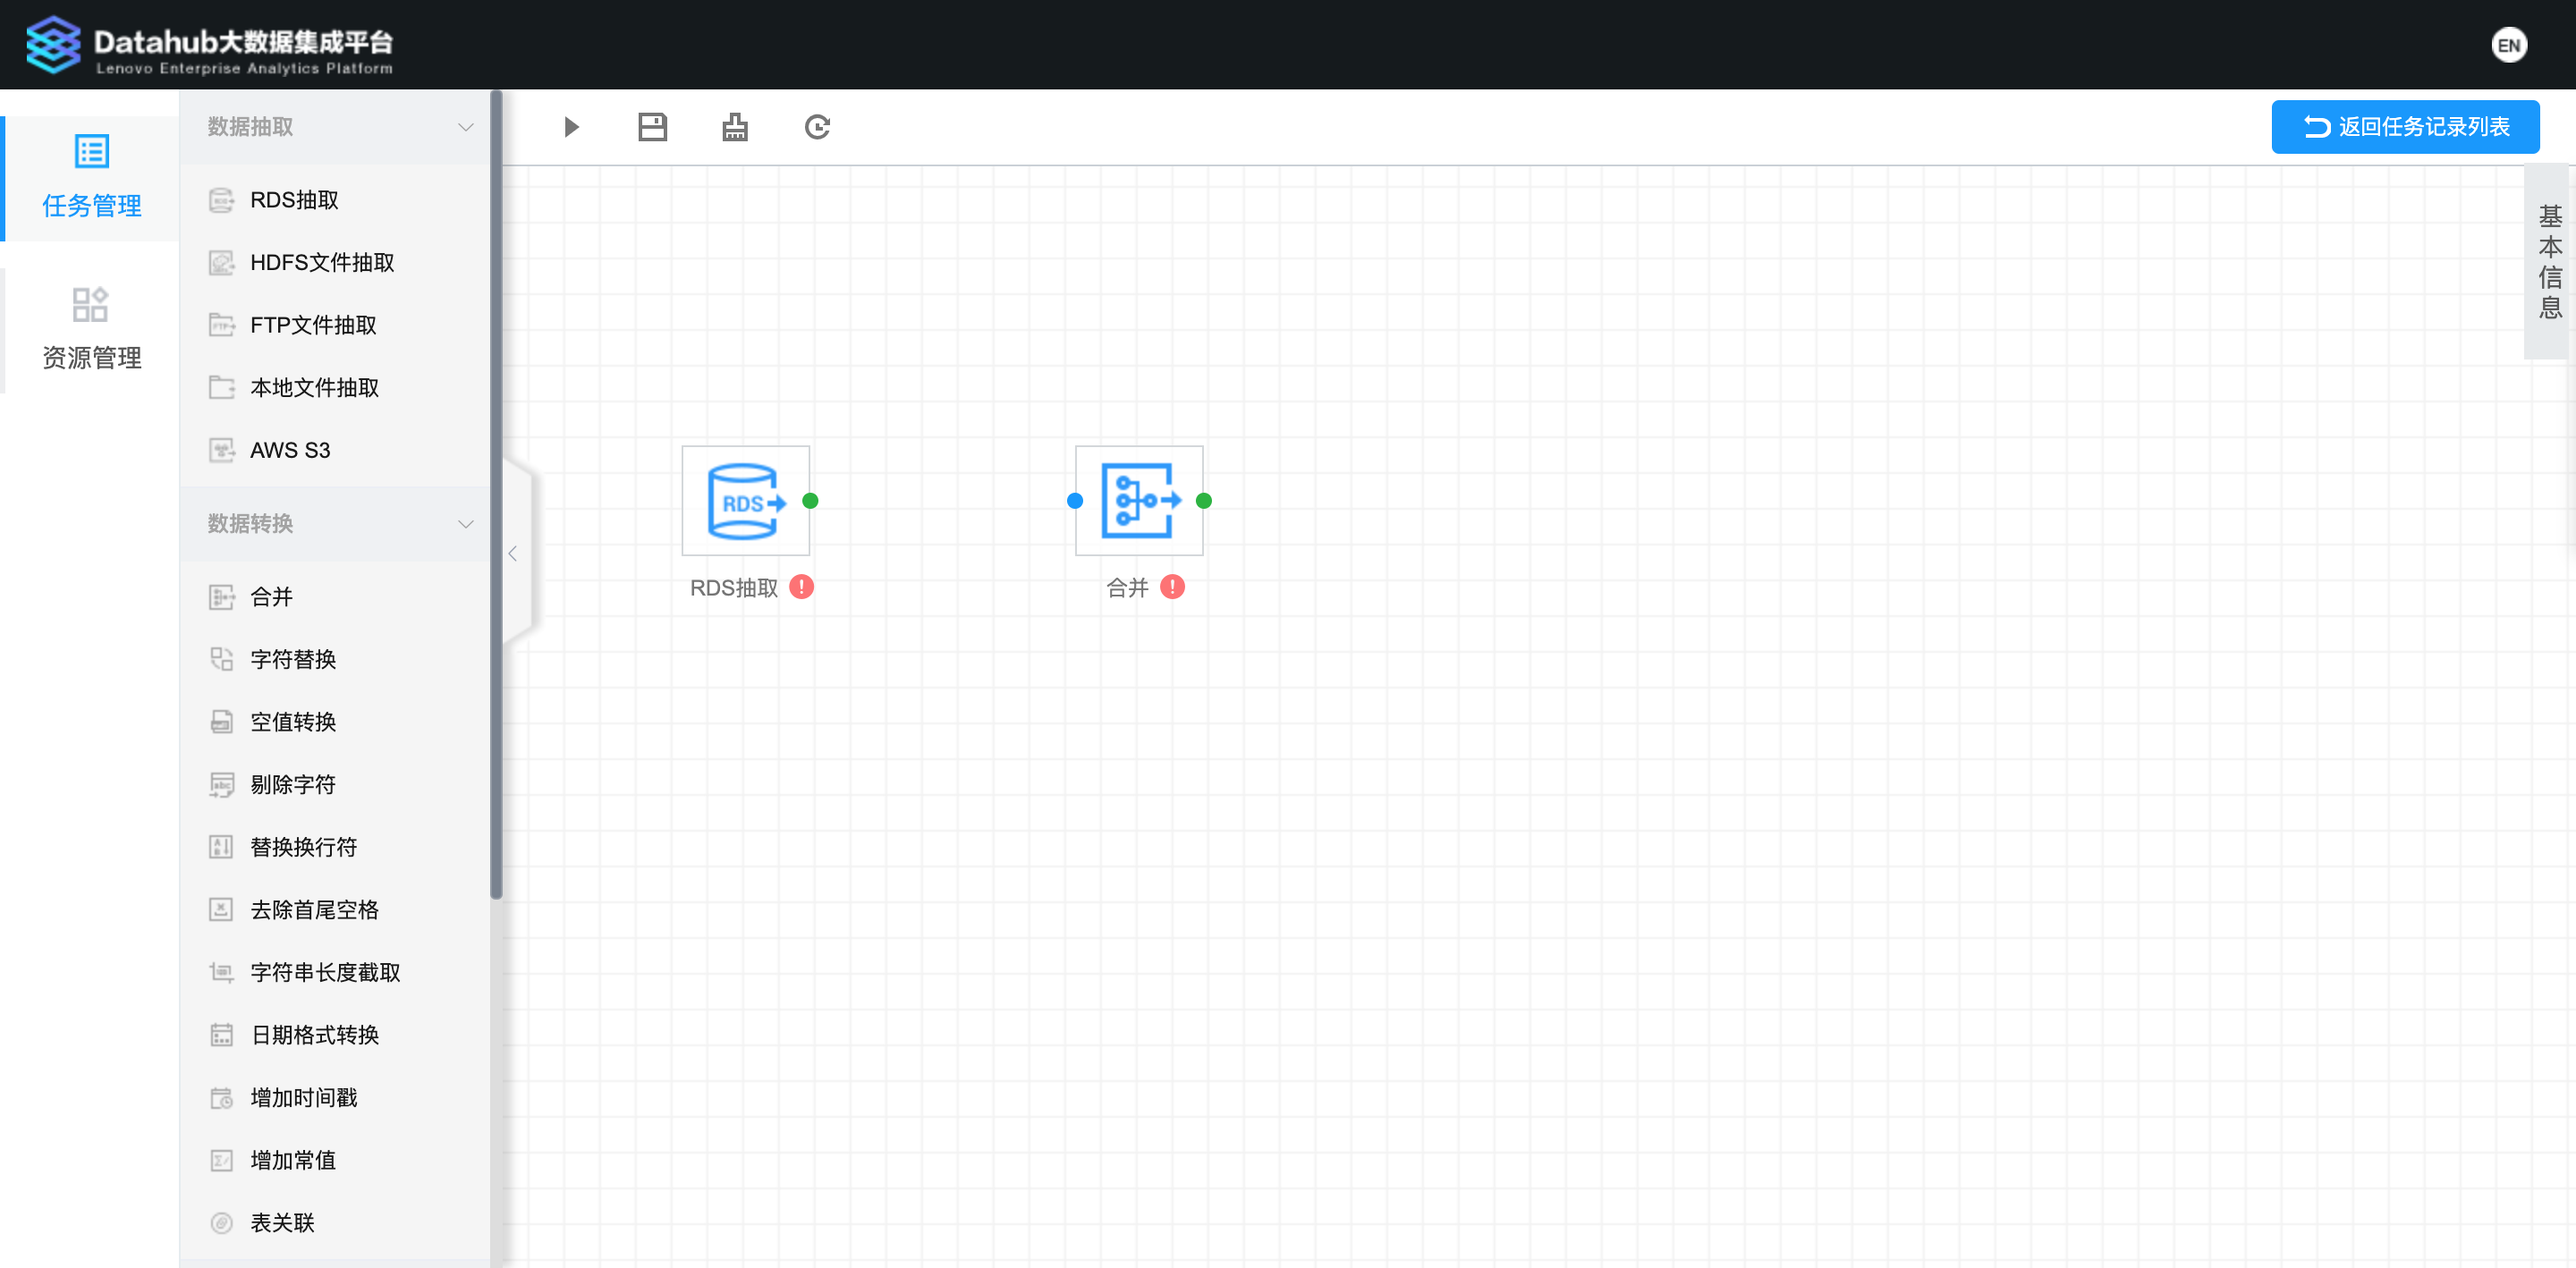 Datahub大数据集成平台
Lenovo Enterprise Analytics Platform
EN
任务管理
资源管理
数据抽取
RDS抽取
HDFS文件抽取
FTP文件抽取
本地文件抽取
AWS S3
数据转换
合并
字符替换
空值转换
剔除字符
替换换行符
去除首尾空格
字符串长度截取
日期格式转换
增加时间戳
增加常值
表关联
返回任务记录列表
RDS
RDS抽取
合并
基本信息